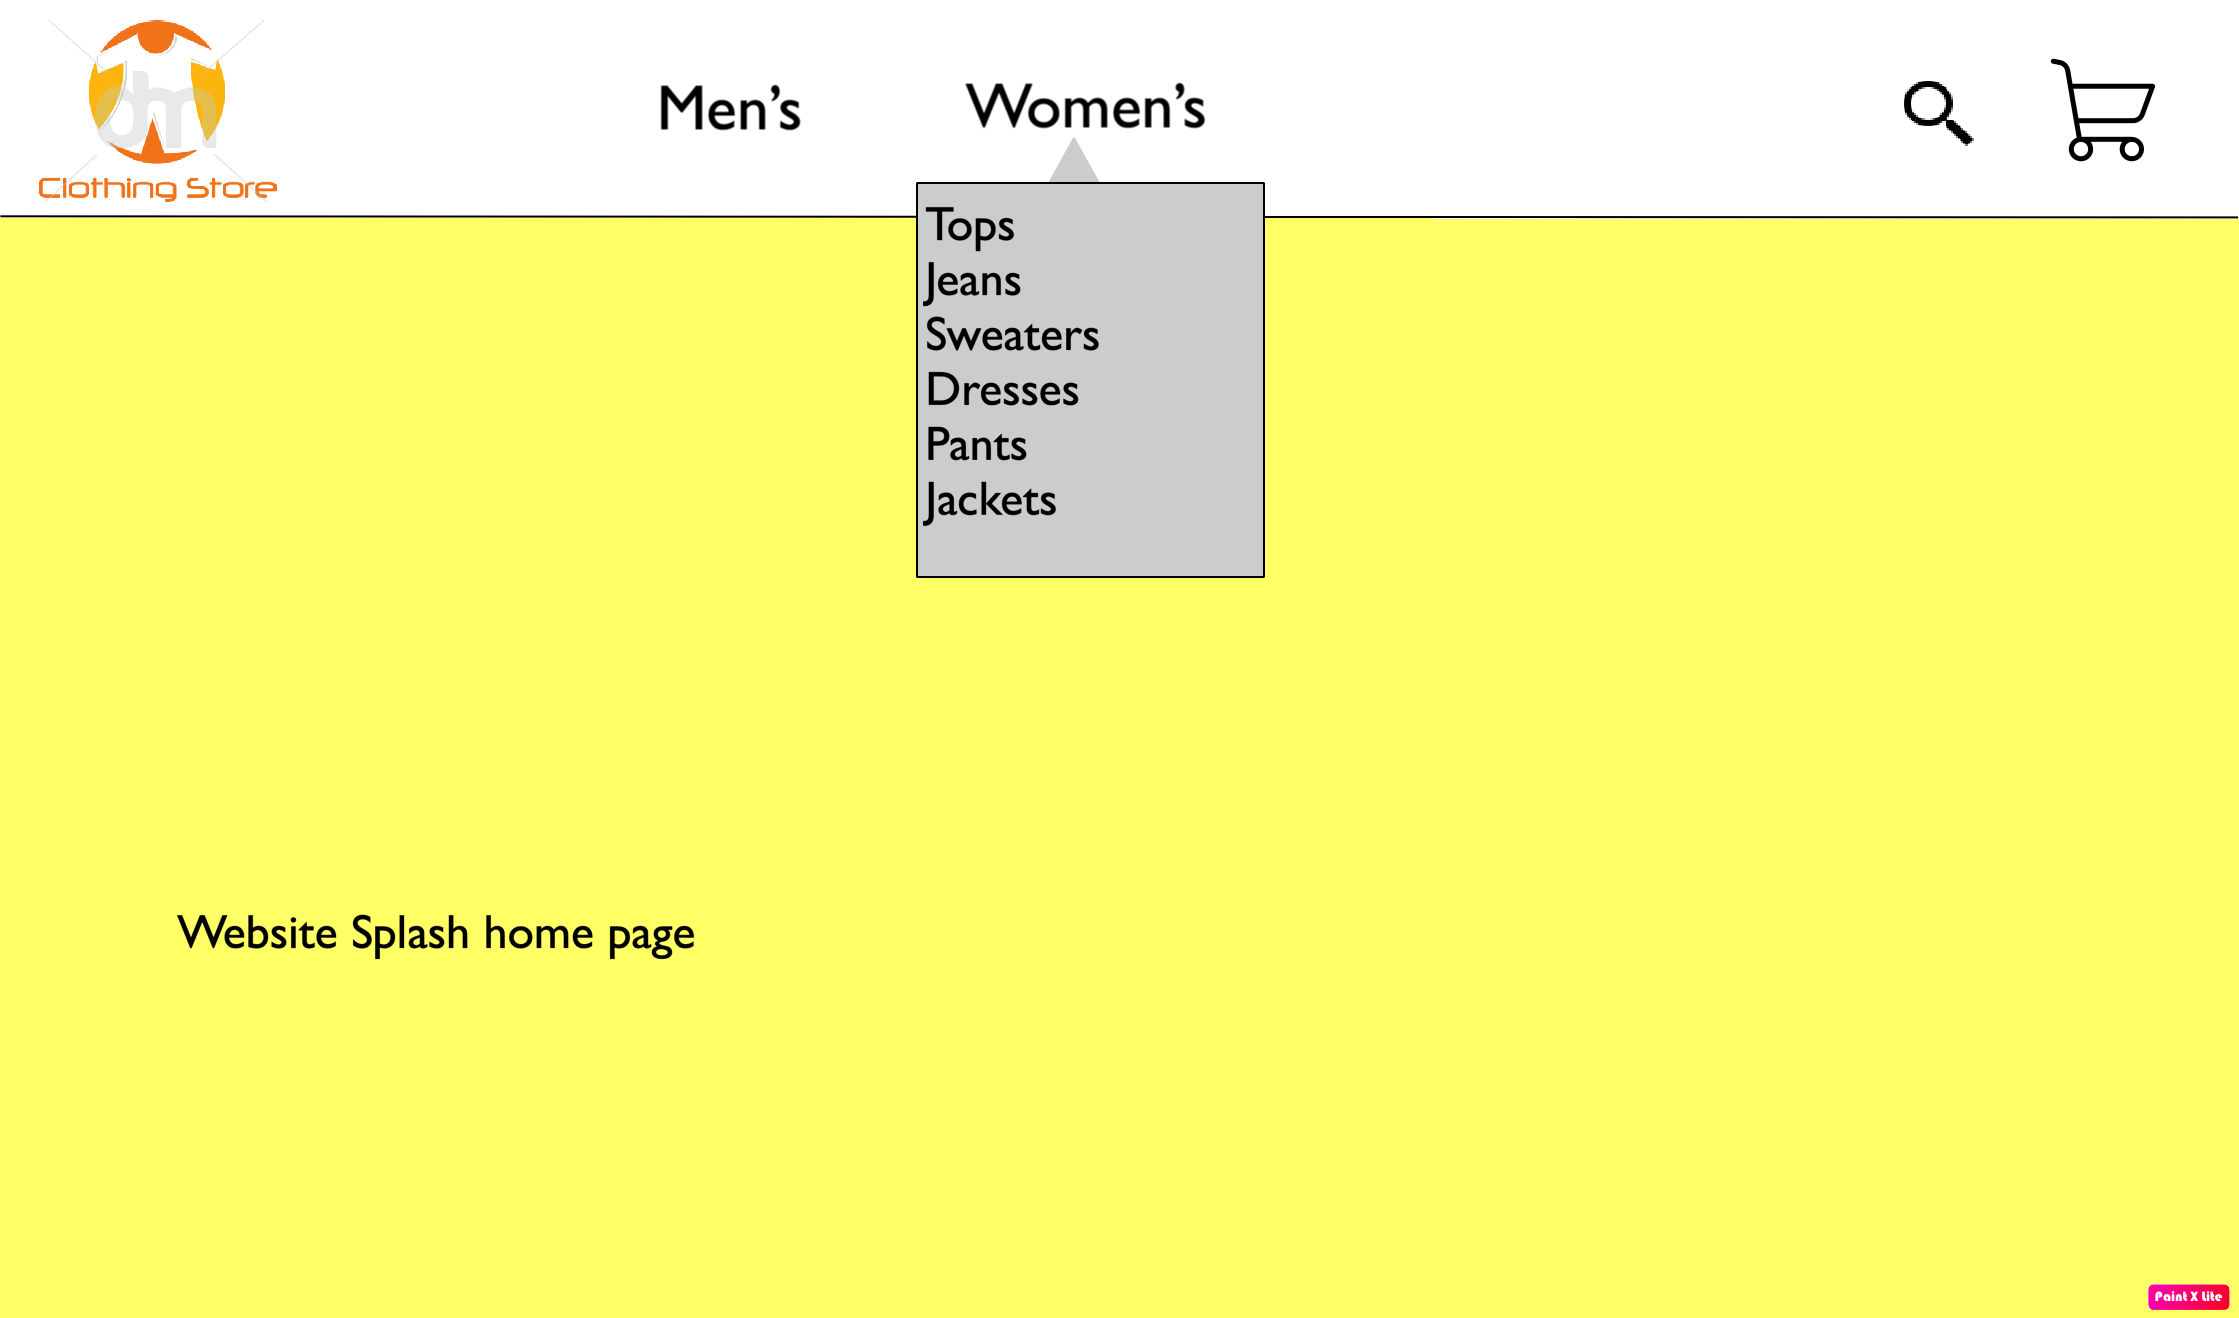 dm
Clothing Store
Men’s
Women’s
Tops
Jeans
Sweaters
Dresses
Pants
Jackets
Website Splash home page
Paint X Lite